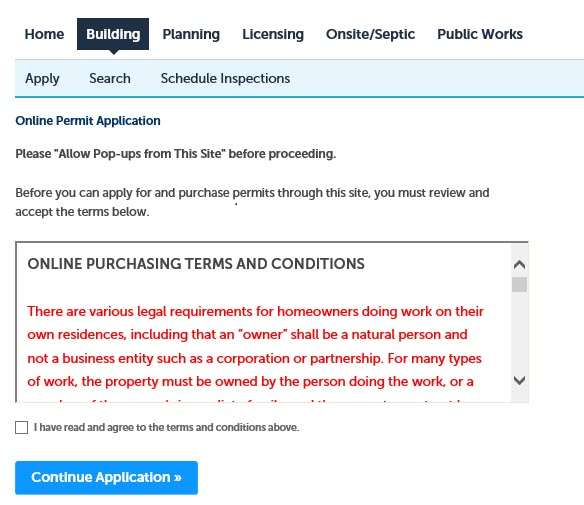 Home Building Planning Licensing Onsite/Septic Public Works
Apply Search Schedule Inspections
Online Permit Application
Please "Allow Pop-ups from This Site" before proceeding.
Before you can apply for and purchase permits through this site, you must review and
accept the terms below.
ONLINE PURCHASING TERMS AND CONDITIONS
There are various legal requirements for homeowners doing work on their
own residences, including that an “owner” shall be a natural person and
not a business entity such as a corporation or partnership. For many types
of work, the property must be owned by the person doing the work, or a
I have read and agree to the terms and conditions above.
Continue Application »